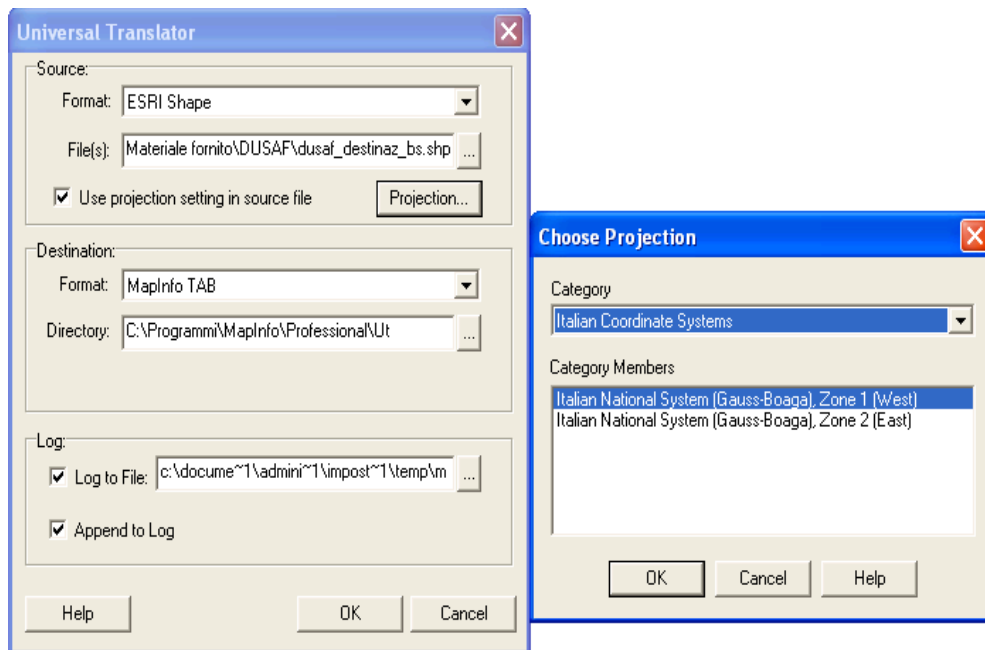 Universal Translator
Source:
Format: ESRI Shape
File(s): Materiale fornito\DUSAF\dusaf_destinaz_bs.shp ...
Use projection setting in source file Projection...
Destination:
Format: MapInfo TAB
Directory: C:\Programmi\MapInfo\Professional\Ut ...
Log:
Log to File: c:\docume~1\admini~1\impost~1\temp\m ...
Append to Log
Help OK Cancel
Choose Projection
Category
Italian Coordinate Systems
Category Members
Italian National System (Gauss-Boaga), Zone 1 (West)
Italian National System (Gauss-Boaga), Zone 2 (East)
OK Cancel Help